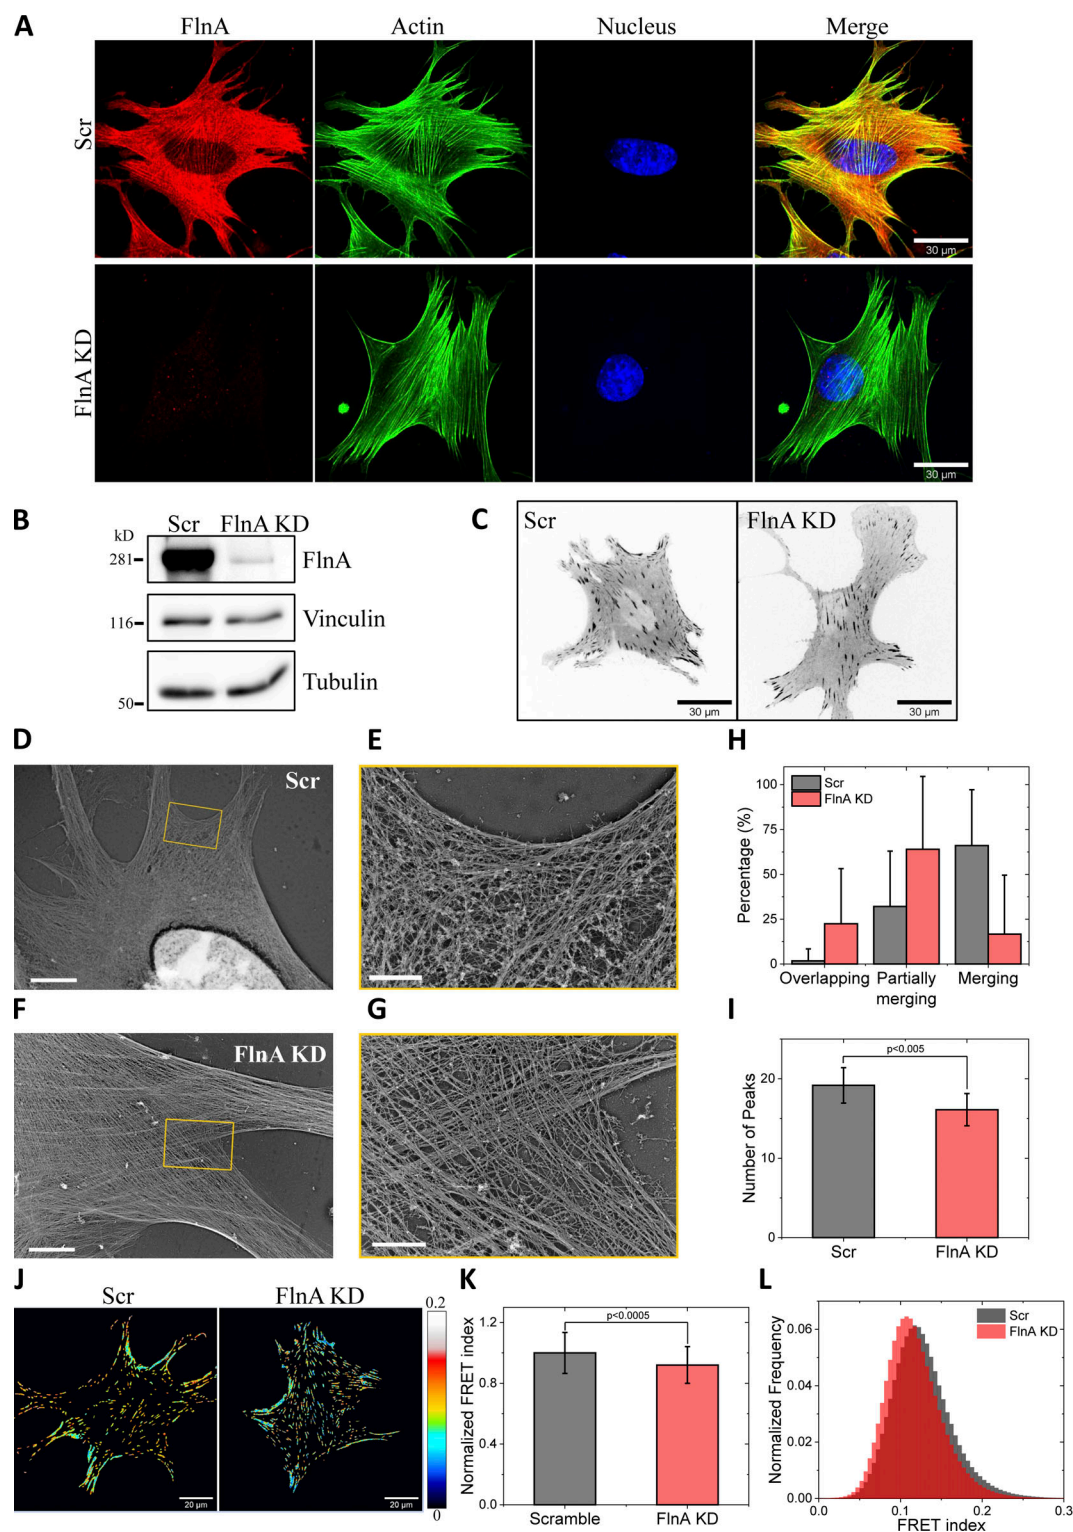 A
FlnA
Actin
Nucleus
Merge
Scr
30 µm
FlnA KD
30 µm
B
Scr
FlnA KD
kD
281
FlnA
116
Vinculin
50
Tubulin
C
Scr
FlnA KD
30 µm
30 µm
D
Scr
E
H
Scr
FlnA KD
Percentage (%)
100
75
50
25
0
Overlapping
Partially
merging
Merging
F
FlnA KD
G
I
p<0.005
Number of Peaks
20
10
0
Scr
FlnA KD
J
Scr
FlnA KD
0.2
0
20 µm
20 µm
K
p<0.0005
Normalized FRET index
1.2
0.8
0.4
0.0
Scramble
FlnA KD
L
Scr
FlnA KD
Normalized Frequency
0.06
0.04
0.02
0.00
0.0
0.1
0.2
0.3
FRET index